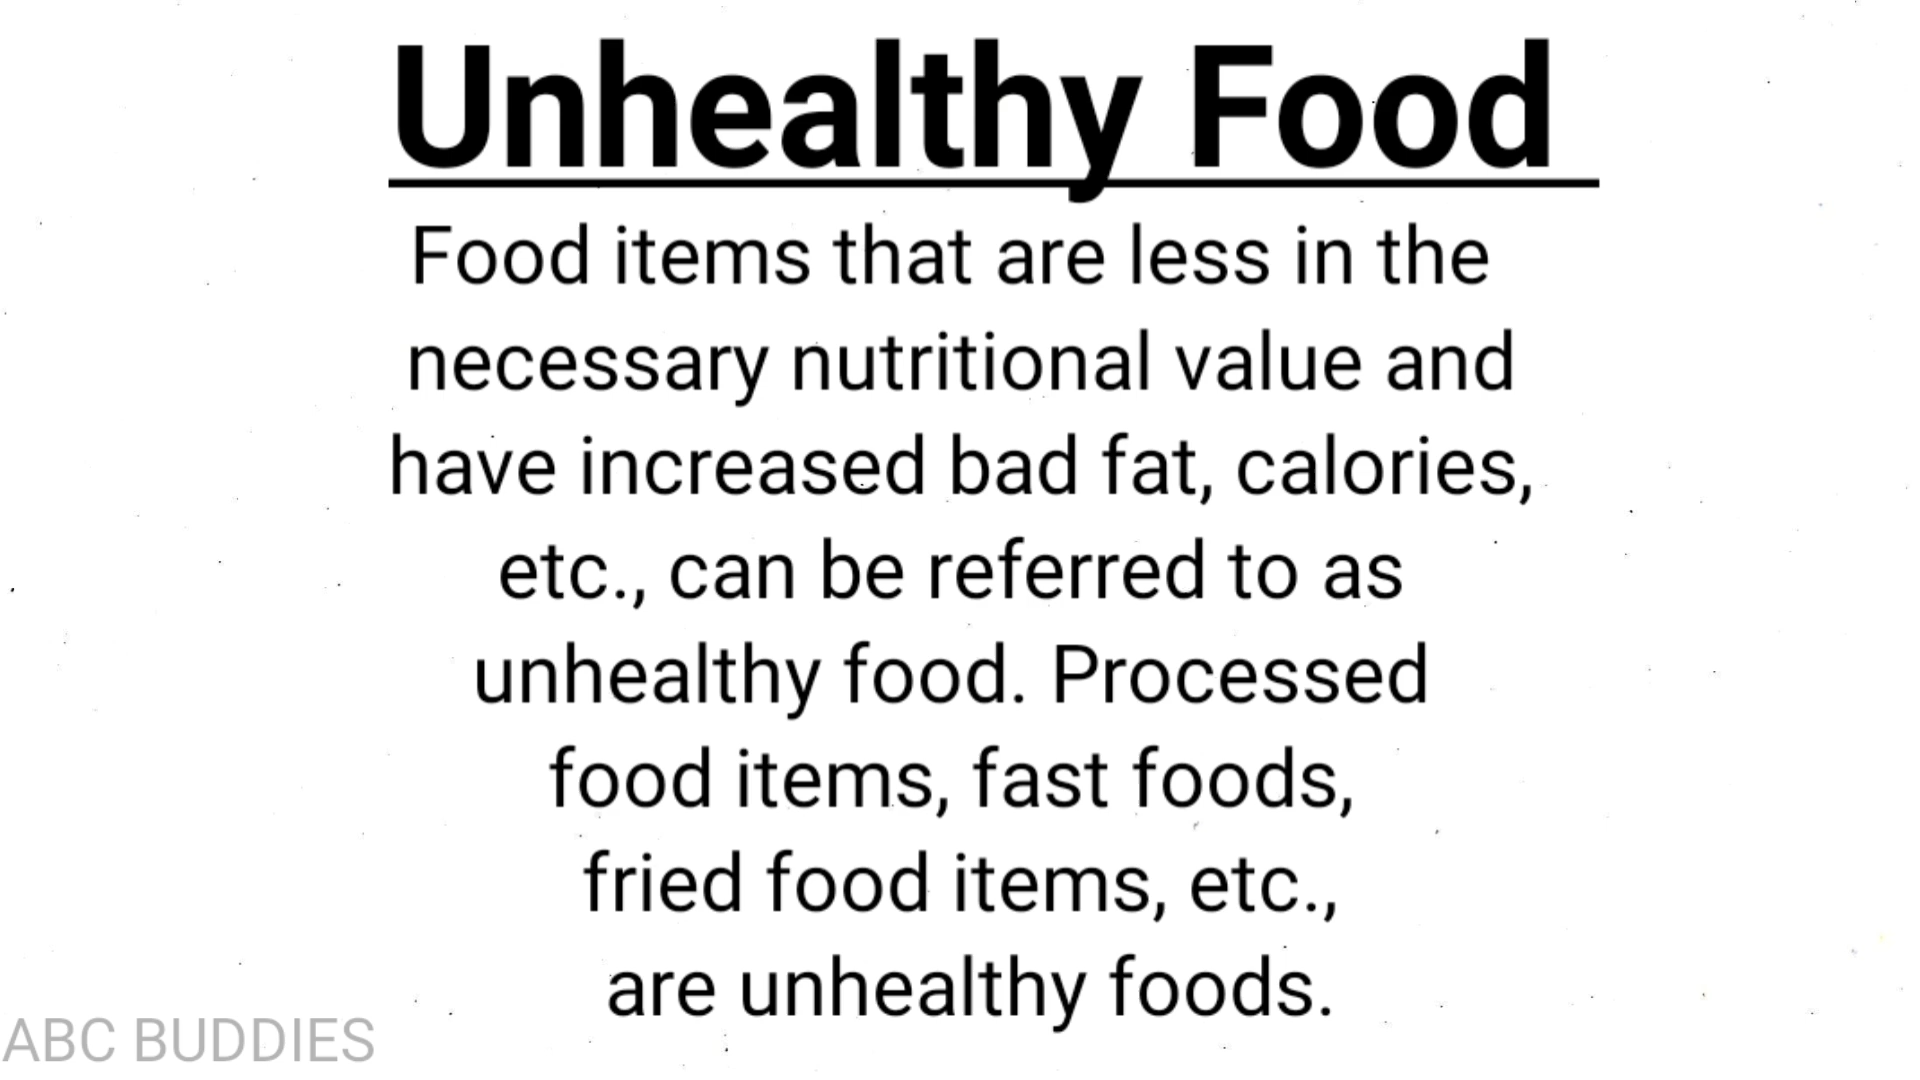 Unhealthy Food
Food items that are less in the
necessary nutritional value and
have increased bad fat, calories,
etc., can be referred to as
unhealthy food. Processed
food items, fast foods,
fried food items, etc.,
are unhealthy foods.
ABC BUDDIES